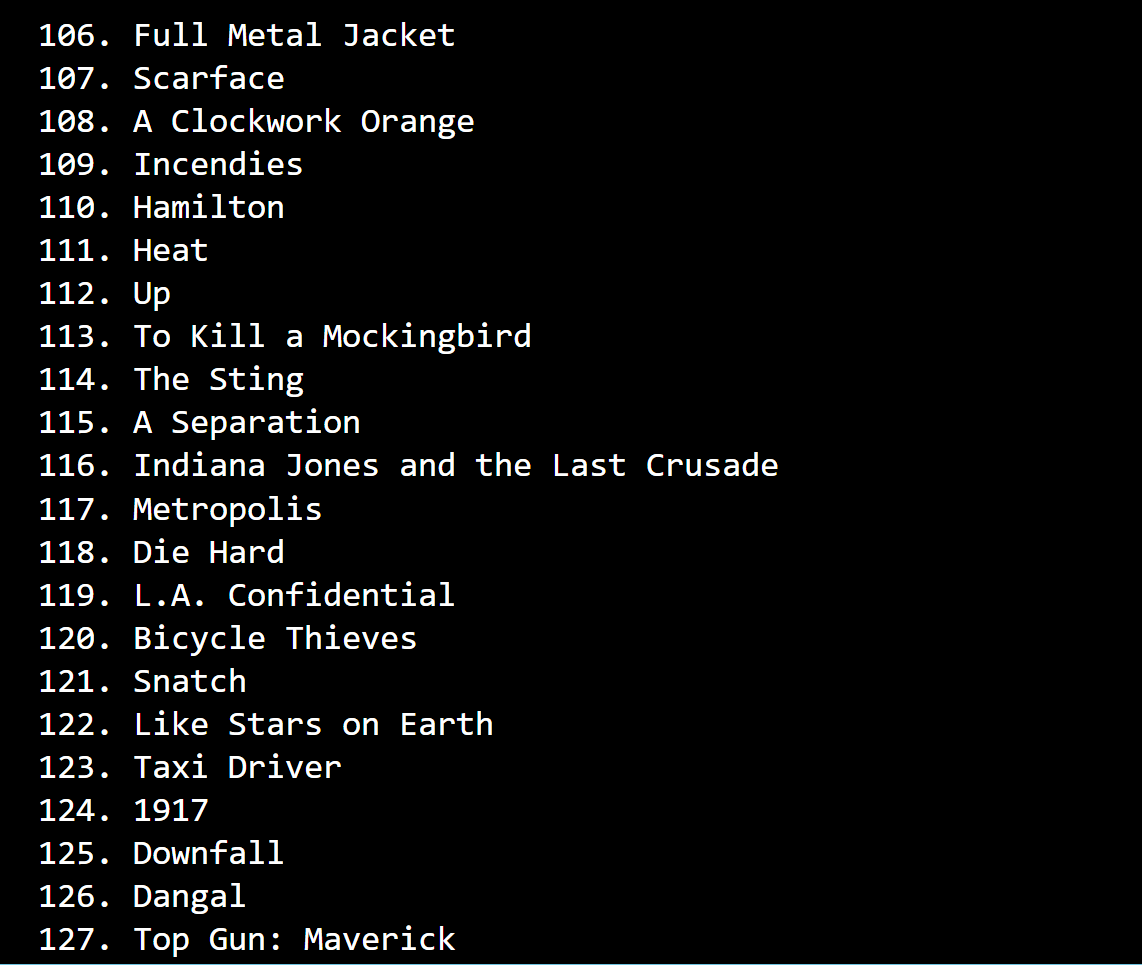 106. Full Metal Jacket
107. Scarface
108. A Clockwork Orange
109. Incendies
110. Hamilton
111. Heat
112. Up
113. To Kill a Mockingbird
114. The Sting
115. A Separation
116. Indiana Jones and the Last Crusade
117. Metropolis
118. Die Hard
119. L.A. Confidential
120. Bicycle Thieves
121. Snatch
122. Like Stars on Earth
123. Taxi Driver
124. 1917
125. Downfall
126. Dangal
127. Top Gun: Maverick